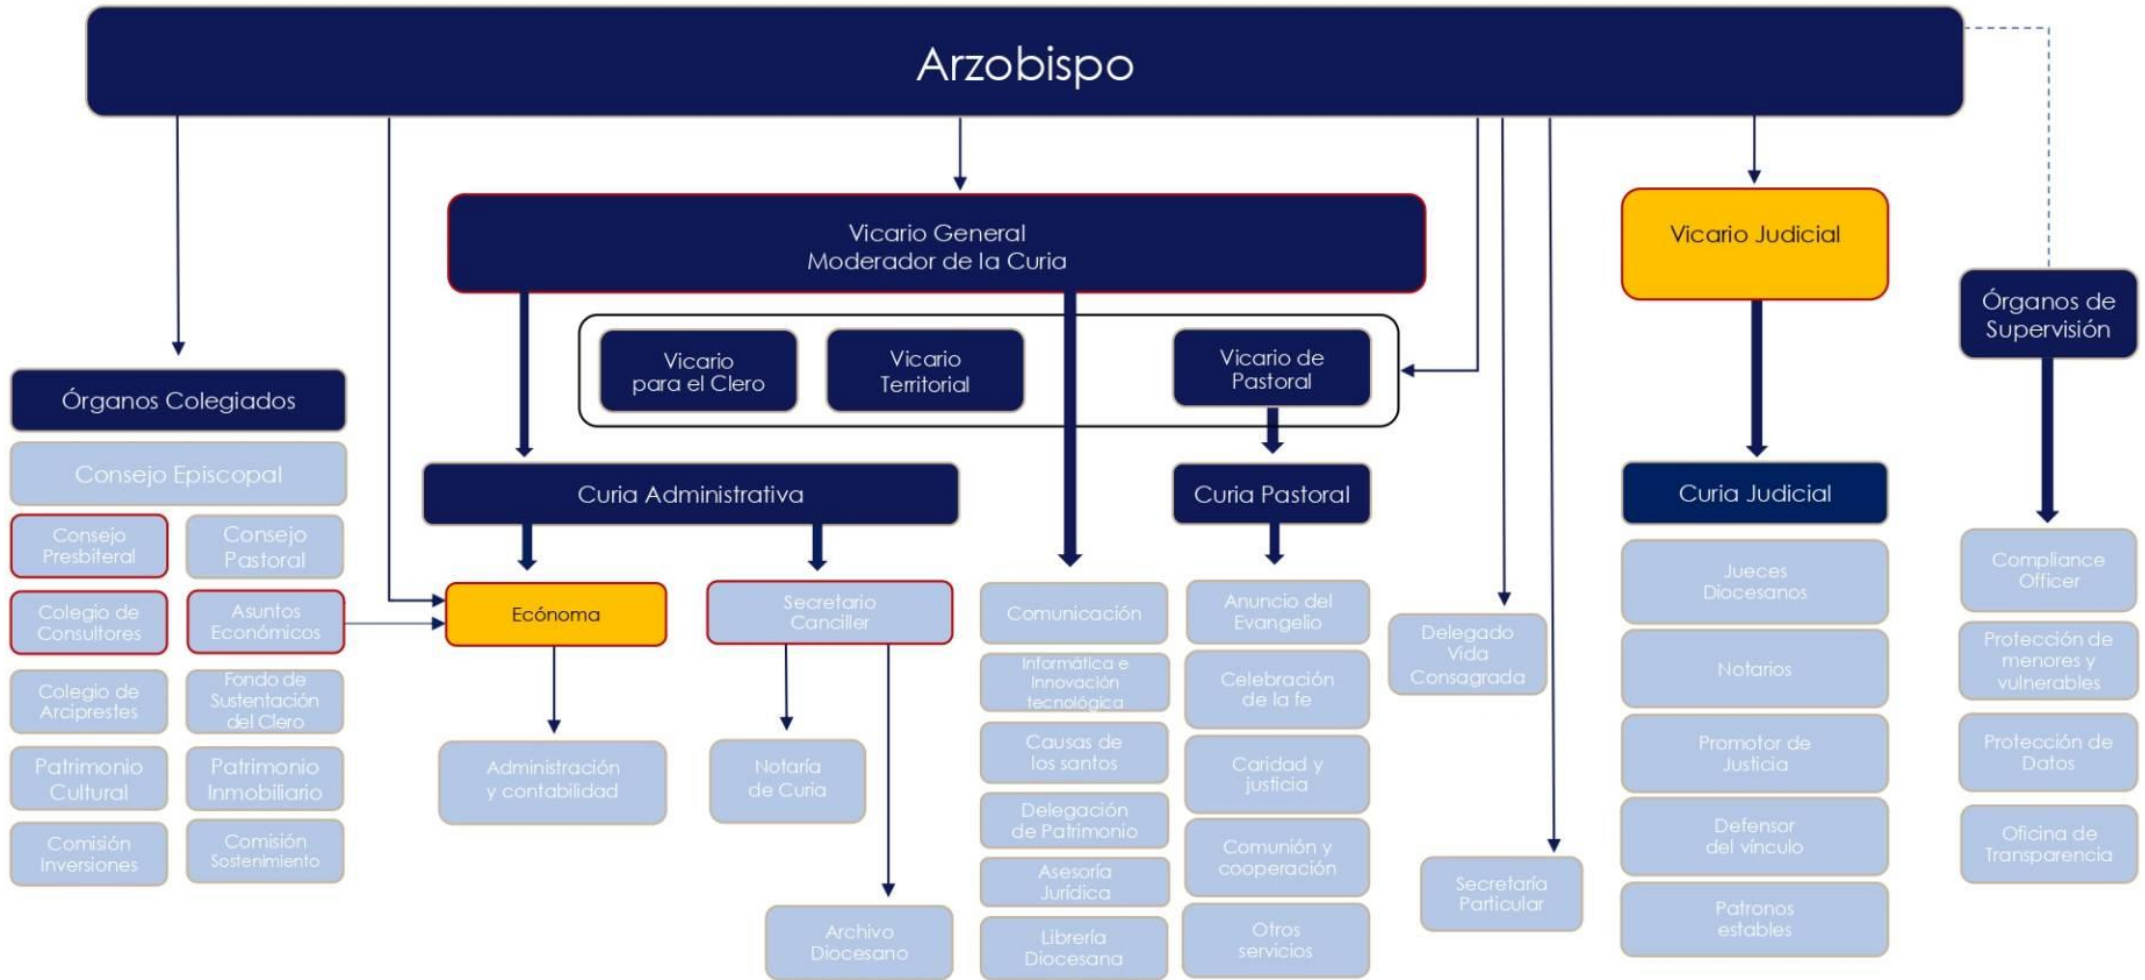 Arzobispo
Vicario General
Moderador de la Curia
Vicario Judicial
Órganos de
Supervisión
Vicario
para el Clero
Vicario
Territorial
Vicario de
Pastoral
Órganos Colegiados
Consejo Episcopal
Consejo
Presbiteral
Consejo
Pastoral
Colegio de
Consultores
Asuntos
Económicos
Colegio de
Arciprestes
Fondo de
Sustentación
del Clero
Patrimonio
Cultural
Patrimonio
Inmobiliario
Comisión
Inversiones
Comisión
Sostenimiento
Curia Administrativa
Ecónoma
Secretario
Canciller
Administración
y contabilidad
Notaría
de Curia
Archivo
Diocesano
Comunicación
Informática e
Innovación
tecnológica
Causas de
los santos
Delegación
de Patrimonio
Asesoría
Jurídica
Librería
Diocesana
Curia Pastoral
Anuncio del
Evangelio
Celebración
de la fe
Caridad y
justicia
Comunión y
cooperación
Otros
servicios
Delegado
Vida
Consagrada
Secretaría
Particular
Curia Judicial
Jueces
Diocesanos
Notarios
Promotor de
Justicia
Defensor
del vínculo
Patronos
estables
Compliance
Officer
Protección de
menores y
vulnerables
Protección de
Datos
Oficina de
Transparencia